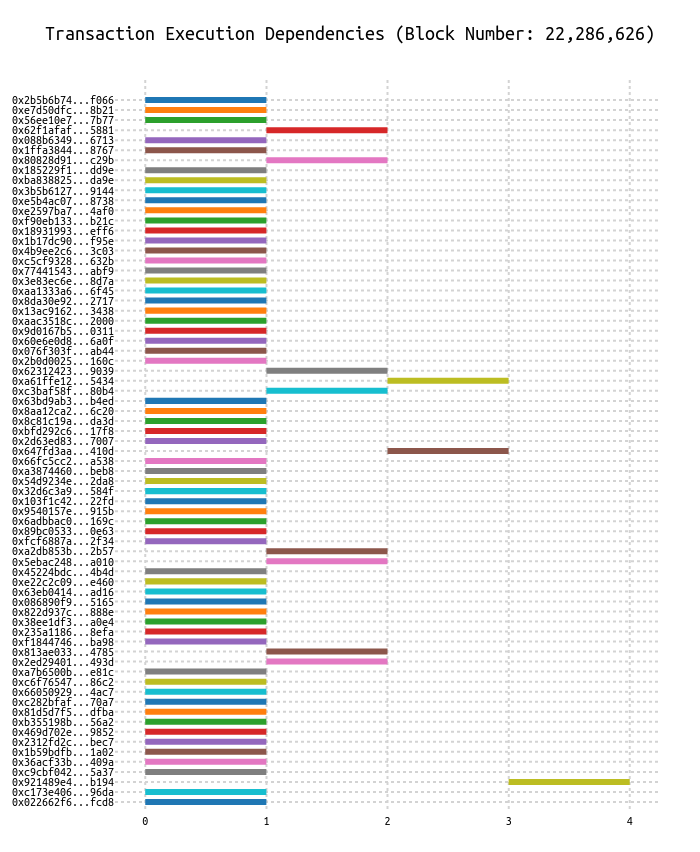 Transaction Execution Dependencies (Block Number: 22,286,626)
0x2b5b6b74...f066
0xe7d50dfc...8b21
0x56ee10e7...7b77
0x62f1afaf...5881
0x088b6349...6713
0x1ffa3844...8767
0x80828d91...c29b
0x185229f1...dd9e
0xba838825...da9e
0x3b5b6127...9144
0xe5b4ac07...8738
0xe2597ba7...4af0
0xf90eb133...b21c
0x18931993...eff6
0x1b17dc90...f95e
0x4b9ee2c6...3c03
0xc5cf9328...632b
0x77441543...abf9
0x3e83ec6e...8d7a
0xaa1333a6...6f45
0x8da30e92...2717
0x13ac9162...3438
0xaac3518c...2000
0x9d0167b5...0311
0x60e6e0d8...6a0f
0x076f303f...ab44
0x2b0d0025...160c
0x62312423...9039
0xa61ffe12...5434
0xc3baf58f...80b4
0x63bd9ab3...b4ed
0x8aa12ca2...6c20
0x8c81c19a...da3d
0xbfd292c6...17f8
0x2d63ed83...7007
0x647fd3aa...410d
0x66fc5cc2...a538
0xa3874460...beb8
0x54d9234e...2da8
0x32d6c3a9...584f
0x103f1c42...22fd
0x9540157e...915b
0x6adbbac0...169c
0x89bc0533...0e63
0xfcf6887a...2f34
0xa2db853b...2b57
0x5ebac248...a010
0x45224bdc...4b4d
0xe22c2c09...e460
0x63eb0414...ad16
0x086890f9...5165
0x822d937c...888e
0x38ee1df3...a0e4
0x235a1186...8efa
0xf1844746...ba98
0x813ae033...4785
0x2ed29401...493d
0xa7b6500b...e81c
0xc6f76547...86c2
0x66050929...4ac7
0xc282bfaf...70a7
0x81d5d7f5...dfba
0xb355198b...56a2
0x469d702e...9852
0x2312fd2c...bec7
0x1b59bdfb...1a02
0x36acf33b...409a
0xc9cbf042...5a37
0x921489e4...b194
0xc173e406...96da
0x022662f6...fcd8
0 1 2 3 4